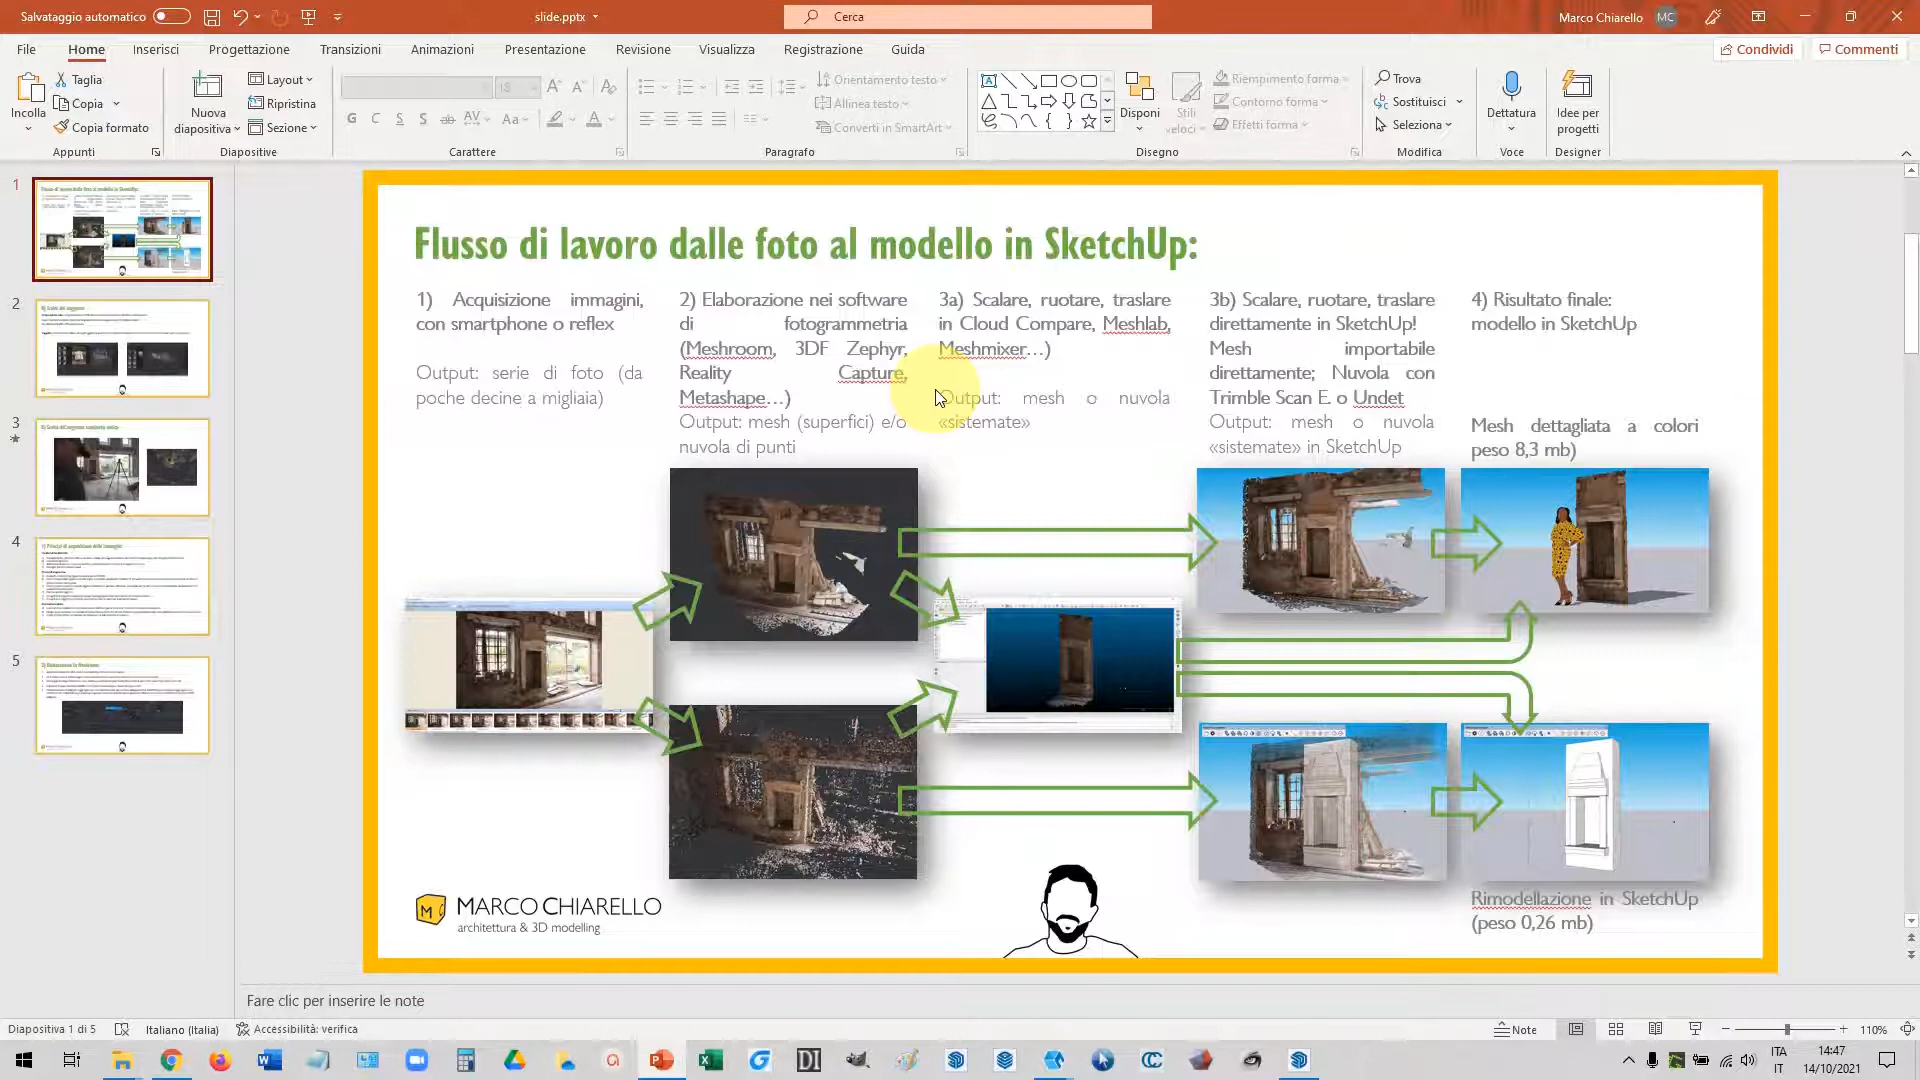 Salvataggio automatico
slide.pptx
Cerca
Marco Chiarello
MC
File
Home
Inserisci
Progettazione
Transizioni
Animazioni
Presentazione
Revisione
Visualizza
Registrazione
Guida
Condividi
Commenti
Incolla
Taglia
Copia
Copia formato
Appunti
Nuova
diapositiva
Layout
Ripristina
Sezione
Diapositive
G C S S ab AV Aa A
Carattere
Orientamento testo
Allinea testo
Converti in SmartArt
Paragrafo
Disponi
Stili
veloci
Riempimento forma
Contorno forma
Effetti forma
Disegno
Trova
Sostituisci
Seleziona
Modifica
Dettatura
Voce
Idee per
progetti
Designer
1
2
3
4
5
Flusso di lavoro dalle foto al modello in SketchUp:
1) Acquisizione immagini,
con smartphone o reflex
Output: serie di foto (da
poche decine a migliaia)
2) Elaborazione nei software
di fotogrammetria
(Meshroom, 3DF Zephyr,
Reality Capture,
Metashape...)
Output: mesh (superfici) e/o
nuvola di punti
3a) Scalare, ruotare, traslare
in Cloud Compare, Meshlab,
Meshmixer...)
Output: mesh o nuvola
«sistemate»
3b) Scalare, ruotare, traslare
direttamente in SketchUp!
Mesh importabile
direttamente; Nuvola con
Trimble Scan E. o Undet
Output: mesh o nuvola
«sistemate» in SketchUp
4) Risultato finale:
modello in SketchUp
Mesh dettagliata a colori
peso 8,3 mb)
Rimodellazione in SketchUp
(peso 0,26 mb)
MARCO CHIARELLO
architettura & 3D modelling
Fare clic per inserire le note
Diapositiva 1 di 5
Italiano (Italia)
Accessibilità: verifica
Note
110%
ITA
IT
14:47
14/10/2021